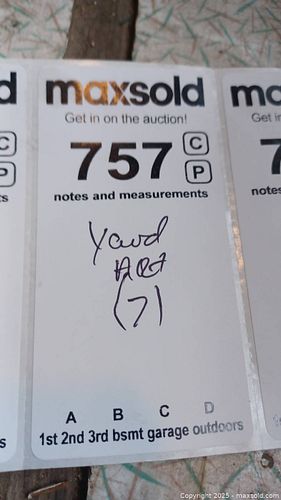 maxsold
Get in on the auction!
757 C
P
notes and measurements
Yard
Art
(7)
A B C D
1st 2nd 3rd bsmt garage outdoors
Copyright 2025 - maxsold.com